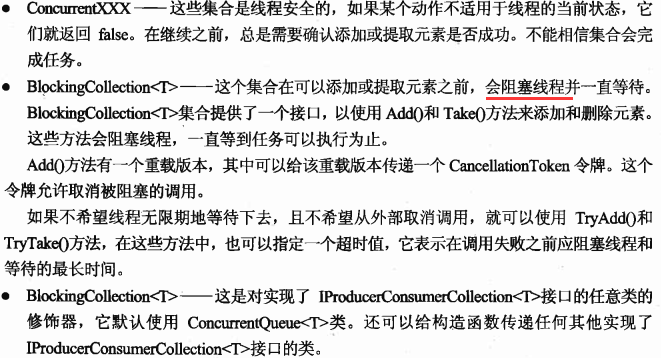 ● ConcurrentXXX ——这些集合是线程安全的，如果某个动作不适用于线程的当前状态，它
们就返回 false。在继续之前，总是需要确认添加或提取元素是否成功。不能相信集合会完
成任务。
● BlockingCollection<T>——这个集合在可以添加或提取元素之前，会阻塞线程并一直等待。
BlockingCollection<T>集合提供了一个接口，以使用 Add()和 Take()方法来添加和删除元素。
这些方法会阻塞线程，一直等到任务可以执行为止。
Add()方法有一个重载版本，其中可以给该重载版本传递一个 CancellationToken 令牌。这个
令牌允许取消被阻塞的调用。
如果不希望线程无限期地等待下去，且不希望从外部取消调用，就可以使用 TryAdd()和
TryTake()方法，在这些方法中，也可以指定一个超时值，它表示在调用失败之前应阻塞线程和
等待的最长时间。
● BlockingCollection<T>——这是对实现了 IProducerConsumerCollection<T>接口的任意类的
修饰器，它默认使用 ConcurrentQueue<T>类。还可以给构造函数传递任何其他实现了
IProducerConsumerCollection<T>接口的类。